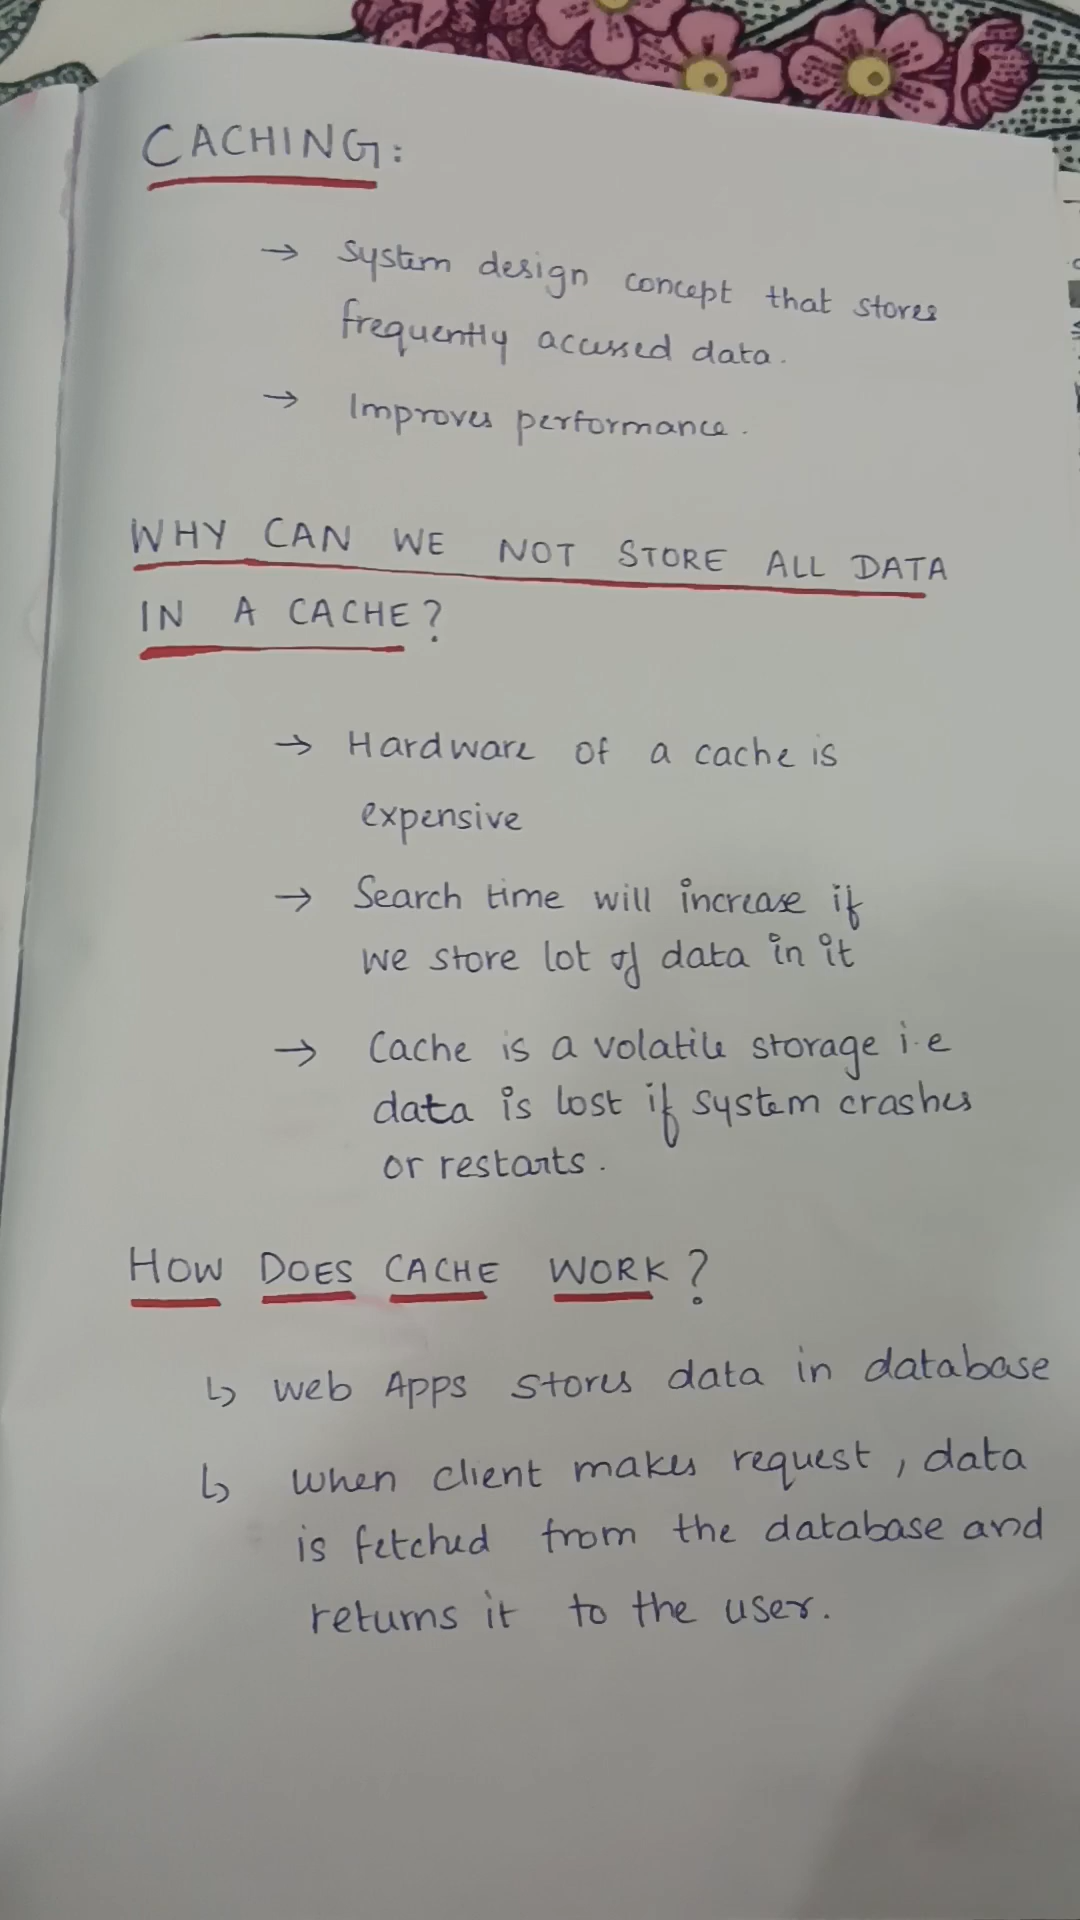 CACHING:
→ System design concept that stores
frequently accessed data.
→ Improves performance.
WHY CAN WE NOT STORE ALL DATA
IN A CACHE?
→ Hardware of a cache is
expensive
→ Search time will increase if
we store lot of data in it
→ Cache is a volatile storage i.e
data is lost if system crashes
or restarts.
HOW DOES CACHE WORK?
↳ web Apps stores data in database
↳ when client makes request, data
is fetched from the database and
returns it to the user.